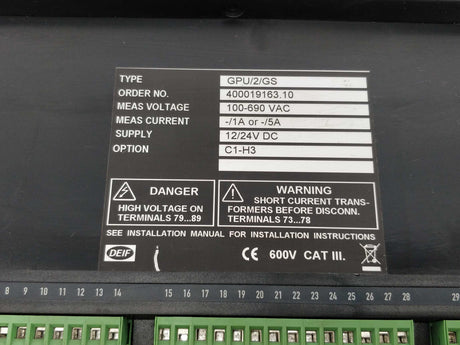 TYPE GPU/2/GS
ORDER NO. 400019163.10
MEAS VOLTAGE 100-690 VAC
MEAS CURRENT -/1A or -/5A
SUPPLY 12/24V DC
OPTION C1-H3
DANGER
HIGH VOLTAGE ON
TERMINALS 79...89
WARNING
SHORT CURRENT TRANS-
FORMERS BEFORE DISCONN.
TERMINALS 73...78
SEE INSTALLATION MANUAL FOR INSTALLATION INSTRUCTIONS
DEIF CE 600V CAT III.
8 9 10 11 12 13 14 15 16 17 18 19 20 21 22 23 24 25 26 27 28 29